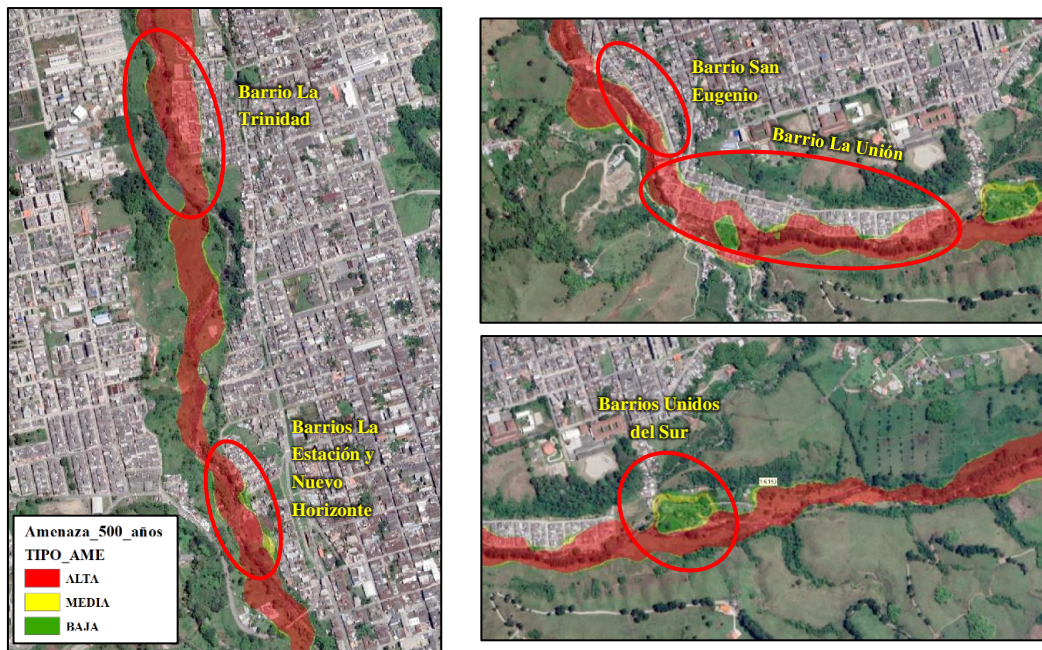 Barrio La
Trinidad
Barrios La
Estación y
Nuevo
Horizonte
Amenaza_500_años
TIPO_AME
ALTA
MEDIA
BAJA
Barrio San
Eugenio
Barrio La Unión
Barrios Unidos
del Sur